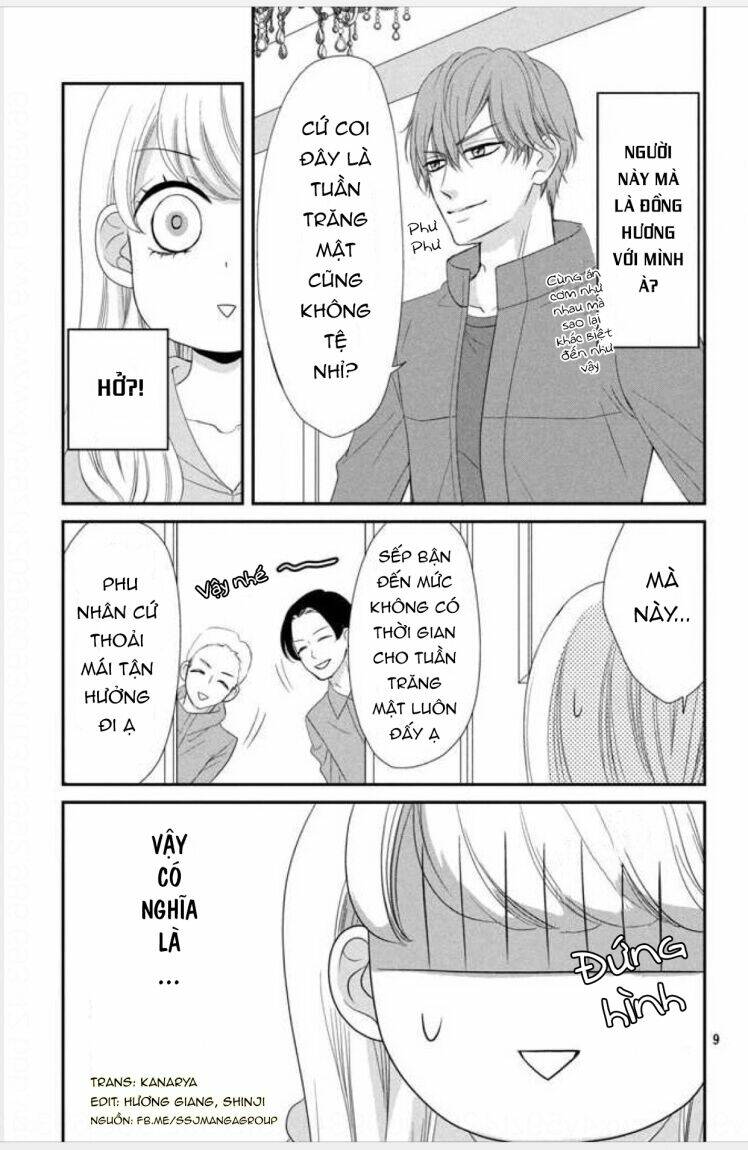 NGƯỜI
NÀY MÀ
LÀ ĐỒNG
HƯƠNG
VỚI MÌNH
À?
CÙNG ĂN
CƠM NHƯ
NHAU MÀ
SAO LẠI
KHÁC BIỆT
ĐẾN NHƯ
VẬY
PHƯ
PHƯ
CỨ COI
ĐÂY LÀ
TUẦN
TRĂNG
MẬT
CŨNG
KHÔNG
TỆ
NHỈ?
HỞ?!
MÀ
NÀY...
SẾP BẬN
ĐẾN MỨC
KHÔNG CÓ
THỜI GIAN
CHO TUẦN
TRĂNG
MẬT LUÔN
ĐẤY Ạ
Vậy nhé
PHU
NHÂN CỨ
THOẢI
MÁI TẬN
HƯỞNG
ĐI Ạ
VẬY
CÓ
NGHĨA
LÀ
...
Đứng
hình
9
TRANS: KANARYA
EDIT: HƯƠNG GIANG, SHINJI
NGUỒN: FB.ME/SSJMANGAGROUP